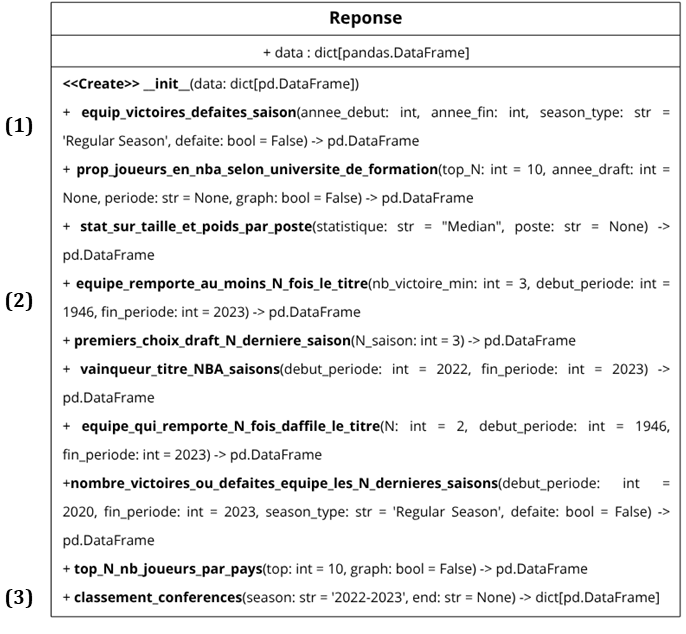 Reponse
+ data : dict[pandas.DataFrame]
<<Create>> __init__(data: dict[pd.DataFrame])
(1)
+ equip_victoires_defaites_saison(annee_debut: int, annee_fin: int, season_type: str =
'Regular Season', defaite: bool = False) -> pd.DataFrame
+ prop_joueurs_en_nba_selon_universite_de_formation(top_N: int = 10, annee_draft: int =
None, periode: str = None, graph: bool = False) -> pd.DataFrame
+ stat_sur_taille_et_poids_par_poste(statistique: str = "Median", poste: str = None) ->
pd.DataFrame
(2)
+ equipe_remporte_au_moins_N_fois_le_titre(nb_victoire_min: int = 3, debut_periode: int =
1946, fin_periode: int = 2023) -> pd.DataFrame
+ premiers_choix_draft_N_derniere_saison(N_saison: int = 3) -> pd.DataFrame
+ vainqueur_titre_NBA_saisons(debut_periode: int = 2022, fin_periode: int = 2023) ->
pd.DataFrame
+ equipe_qui_remporte_N_fois_daffile_le_titre(N: int = 2, debut_periode: int = 1946,
fin_periode: int = 2023) -> pd.DataFrame
+nombre_victoires_ou_defaites_equipe_les_N_dernieres_saisons(debut_periode: int =
2020, fin_periode: int = 2023, season_type: str = 'Regular Season', defaite: bool = False) ->
pd.DataFrame
+ top_N_nb_joueurs_par_pays(top: int = 10, graph: bool = False) -> pd.DataFrame
(3)
+ classement_conferences(season: str = '2022-2023', end: str = None) -> dict[pd.DataFrame]